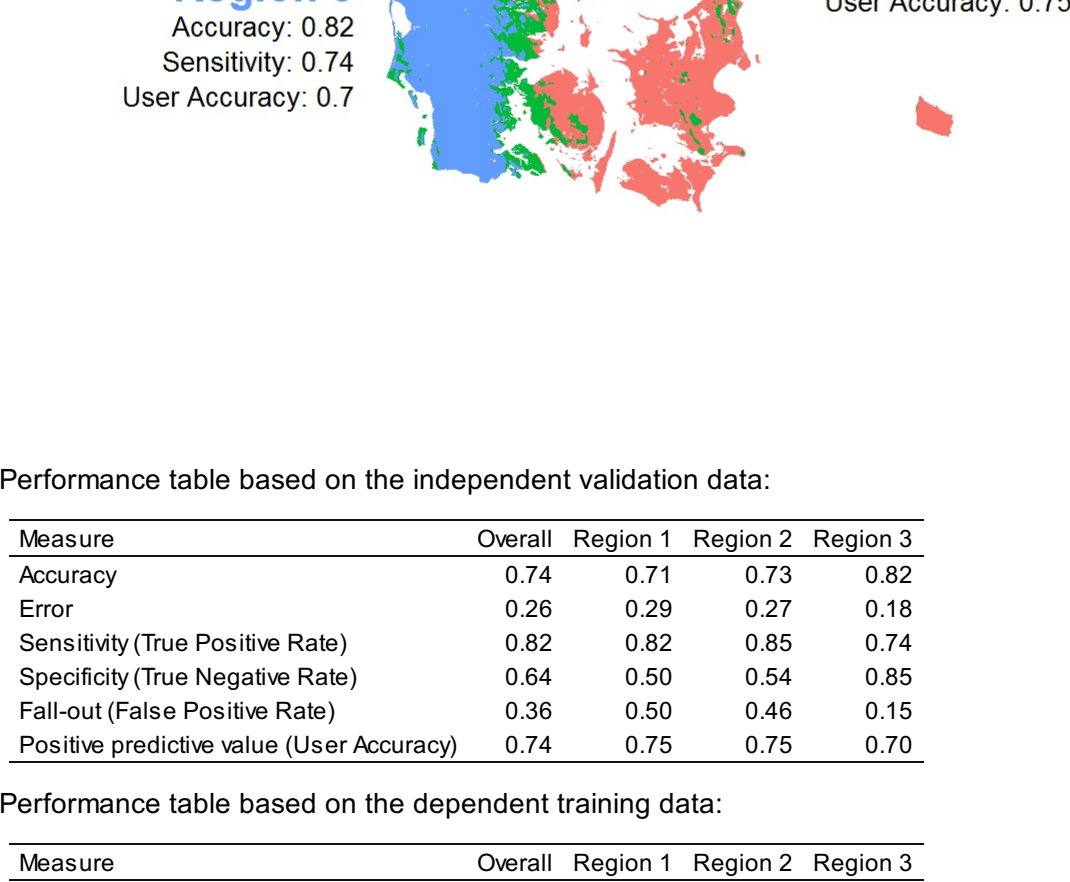 User Accuracy: 0.75
Accuracy: 0.82
Sensitivity: 0.74
User Accuracy: 0.7
Performance table based on the independent validation data:
Measure Overall Region 1 Region 2 Region 3
Accuracy 0.74 0.71 0.73 0.82
Error 0.26 0.29 0.27 0.18
Sensitivity (True Positive Rate) 0.82 0.82 0.85 0.74
Specificity (True Negative Rate) 0.64 0.50 0.54 0.85
Fall-out (False Positive Rate) 0.36 0.50 0.46 0.15
Positive predictive value (User Accuracy) 0.74 0.75 0.75 0.70
Performance table based on the dependent training data:
Measure Overall Region 1 Region 2 Region 3